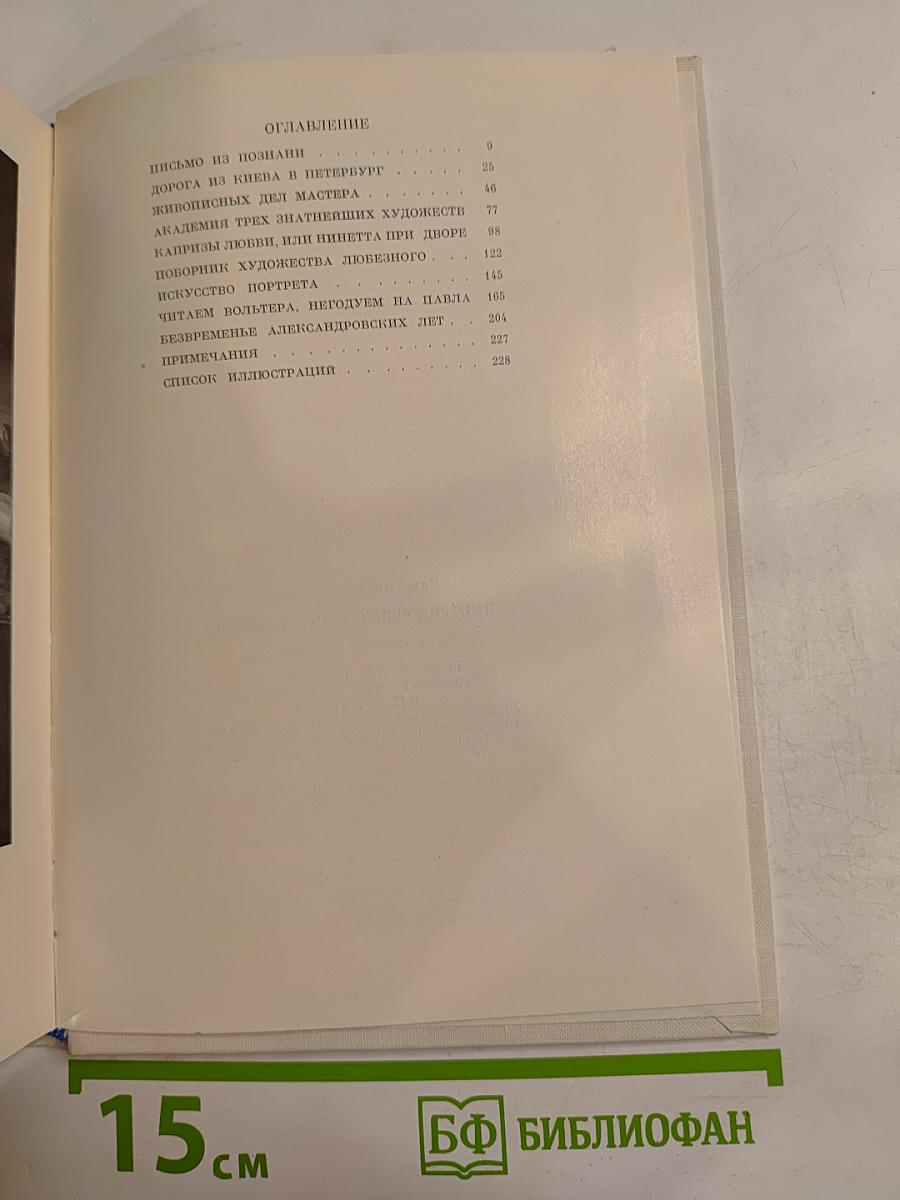 ОГЛАВЛЕНИЕ
ПИСЬМО ИЗ ПОЗНАНИ . . . . . . . . . . 9
ДОРОГА ИЗ КИЕВА В ПЕТЕРБУРГ . . . . . 25
ЖИВОПИСНЫХ ДЕЛ МАСТЕРА . . . . . . . 46
АКАДЕМИЯ ТРЕХ ЗНАТНЕЙШИХ ХУДОЖЕСТВ 77
КАПРИЗЫ ЛЮБВИ, ИЛИ НИНЕТТА ПРИ ДВОРЕ 98
ПОБОРНИК ХУДОЖЕСТВА ЛЮБЕЗНОГО . . . 122
ИСКУССТВО ПОРТРЕТА . . . . . . . . . 145
ЧИТАЕМ ВОЛЬТЕРА, НЕГОДУЕМ НА ПАВЛА 165
БЕЗВРЕМЕНЬЕ АЛЕКСАНДРОВСКИХ ЛЕТ . . 204
ПРИМЕЧАНИЯ . . . . . . . . . . . . . 227
СПИСОК ИЛЛЮСТРАЦИЙ . . . . . . . . . 228
15 см
БФ БИБЛИОФАН